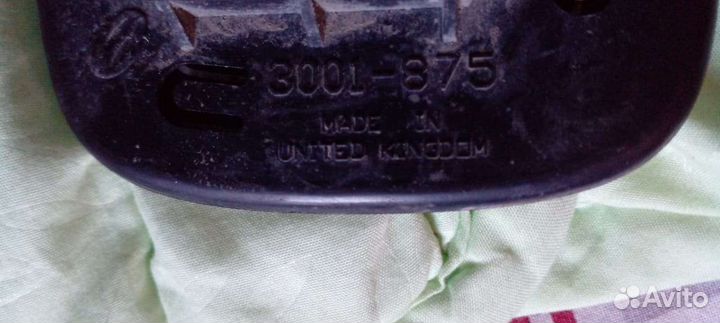 3001-875
MADE IN
UNITED KINGDOM
Avito